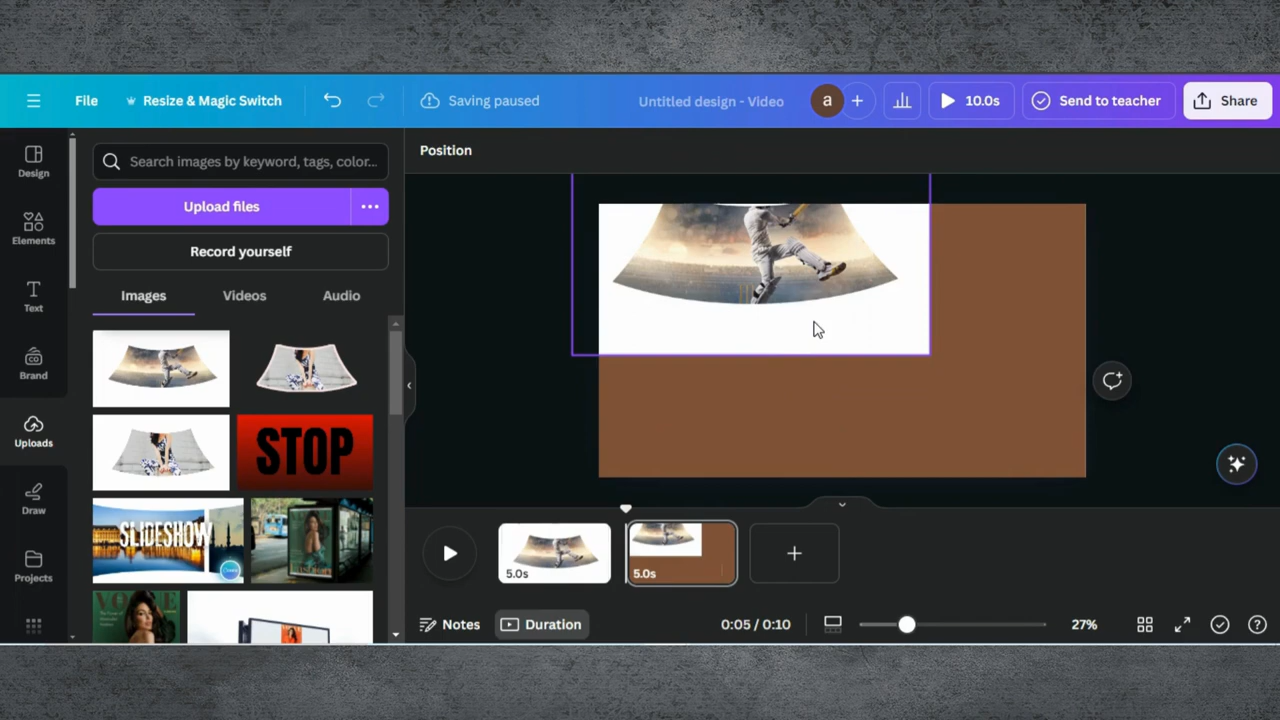 File
Resize & Magic Switch
Saving paused
Untitled design - Video
a
10.0s
Send to teacher
Share
Design
Elements
Text
Brand
Uploads
Draw
Projects
Search images by keyword, tags, color...
Upload files
Record yourself
Images
Videos
Audio
STOP
SLIDESHOW
VOGUE
Position
5.0s
5.0s
Notes
Duration
0:05 / 0:10
27%